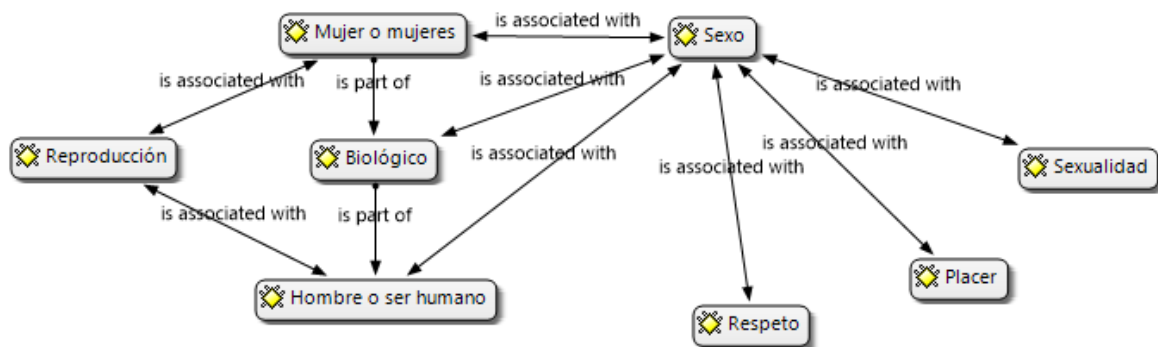 is associated with
Mujer o mujeres
Sexo
is associated with
is part of
is associated with
is associated with
Reproducción
Biológico
is associated with
is associated with
is associated with
Sexualidad
is associated with
is part of
Placer
Hombre o ser humano
Respeto